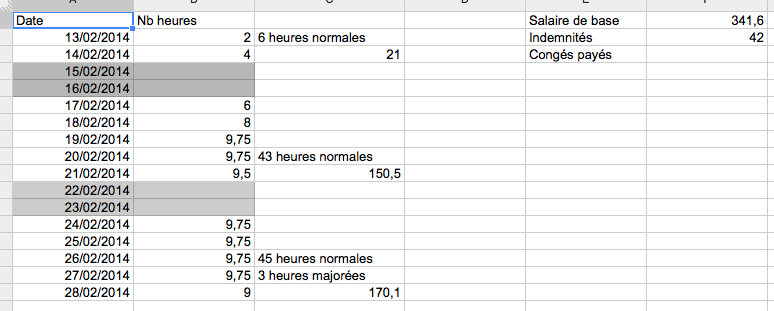 Date Nb heures Salaire de base 341,6
13/02/2014 2 6 heures normales Indemnités 42
14/02/2014 4 21 Congés payés
15/02/2014
16/02/2014
17/02/2014 6
18/02/2014 8
19/02/2014 9,75
20/02/2014 9,75 43 heures normales
21/02/2014 9,5 150,5
22/02/2014
23/02/2014
24/02/2014 9,75
25/02/2014 9,75
26/02/2014 9,75 45 heures normales
27/02/2014 9,75 3 heures majorées
28/02/2014 9 170,1